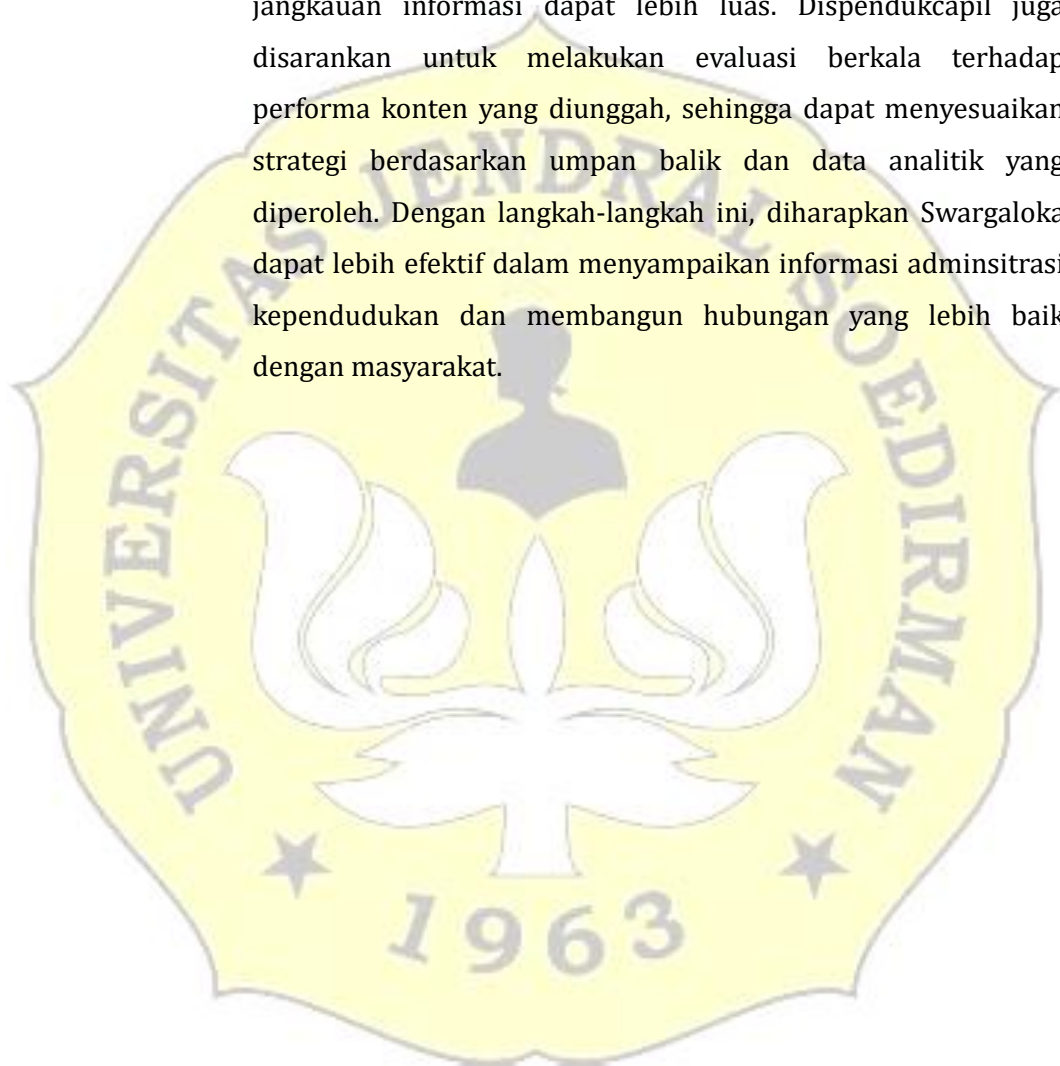 jangkauan informasi dapat lebih luas. Dispendukcapil juga
disarankan untuk melakukan evaluasi berkala terhadap
performa konten yang diunggah, sehingga dapat menyesuaikan
strategi berdasarkan umpan balik dan data analitik yang
diperoleh. Dengan langkah-langkah ini, diharapkan Swargaloka
dapat lebih efektif dalam menyampaikan informasi adminsitrasi
kependudukan dan membangun hubungan yang lebih baik
dengan masyarakat.
UNIVERSITAS JENDRAL SOEDIRMAN
1963